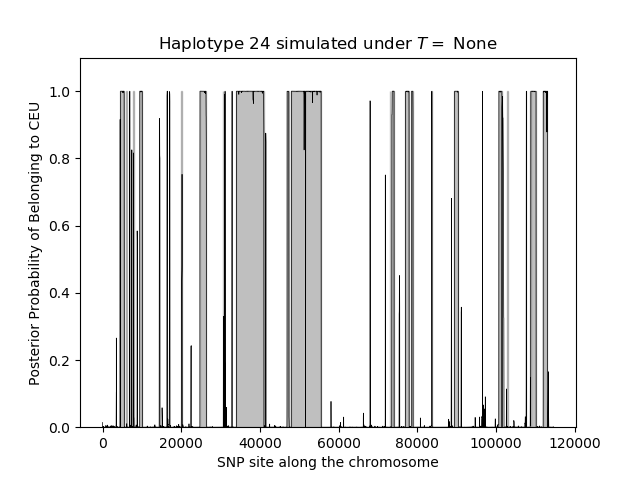 Haplotype 24 simulated under T = None
Posterior Probability of Belonging to CEU
1.0
0.8
0.6
0.4
0.2
0.0
0 20000 40000 60000 80000 100000 120000
SNP site along the chromosome